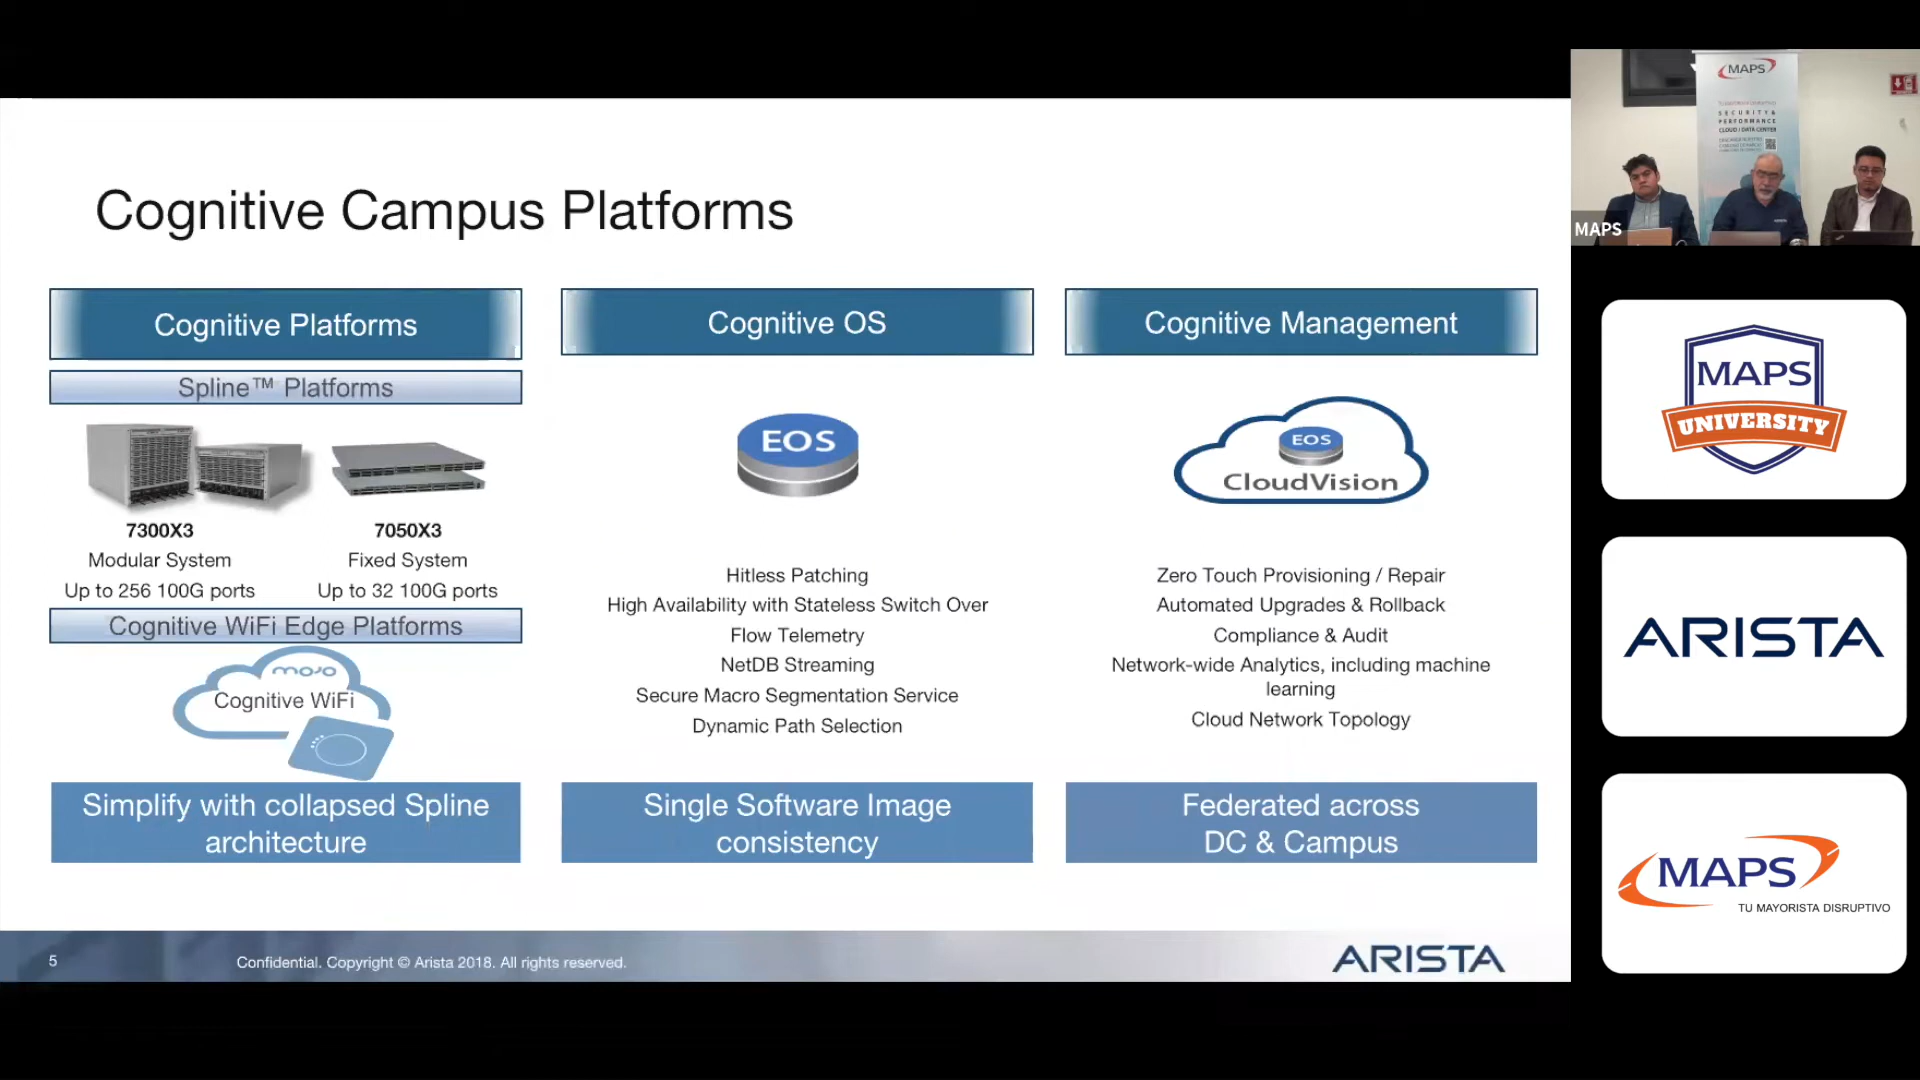 Cognitive Campus Platforms
Cognitive Platforms
Spline™ Platforms
7300X3
Modular System
Up to 256 100G ports
7050X3
Fixed System
Up to 32 100G ports
Cognitive WiFi Edge Platforms
mojo
Cognitive WiFi
Simplify with collapsed Spline
architecture
Cognitive OS
EOS
Hitless Patching
High Availability with Stateless Switch Over
Flow Telemetry
NetDB Streaming
Secure Macro Segmentation Service
Dynamic Path Selection
Single Software Image
consistency
Cognitive Management
EOS
CloudVision
Zero Touch Provisioning / Repair
Automated Upgrades & Rollback
Compliance & Audit
Network-wide Analytics, including machine
learning
Cloud Network Topology
Federated across
DC & Campus
5
Confidential. Copyright © Arista 2018. All rights reserved.
ARISTA
MAPS
SECURITY &
PERFORMANCE
CLOUD / DATA CENTER
MAPS
MAPS
UNIVERSITY
ARISTA
MAPS
TU MAYORISTA DISRUPTIVO